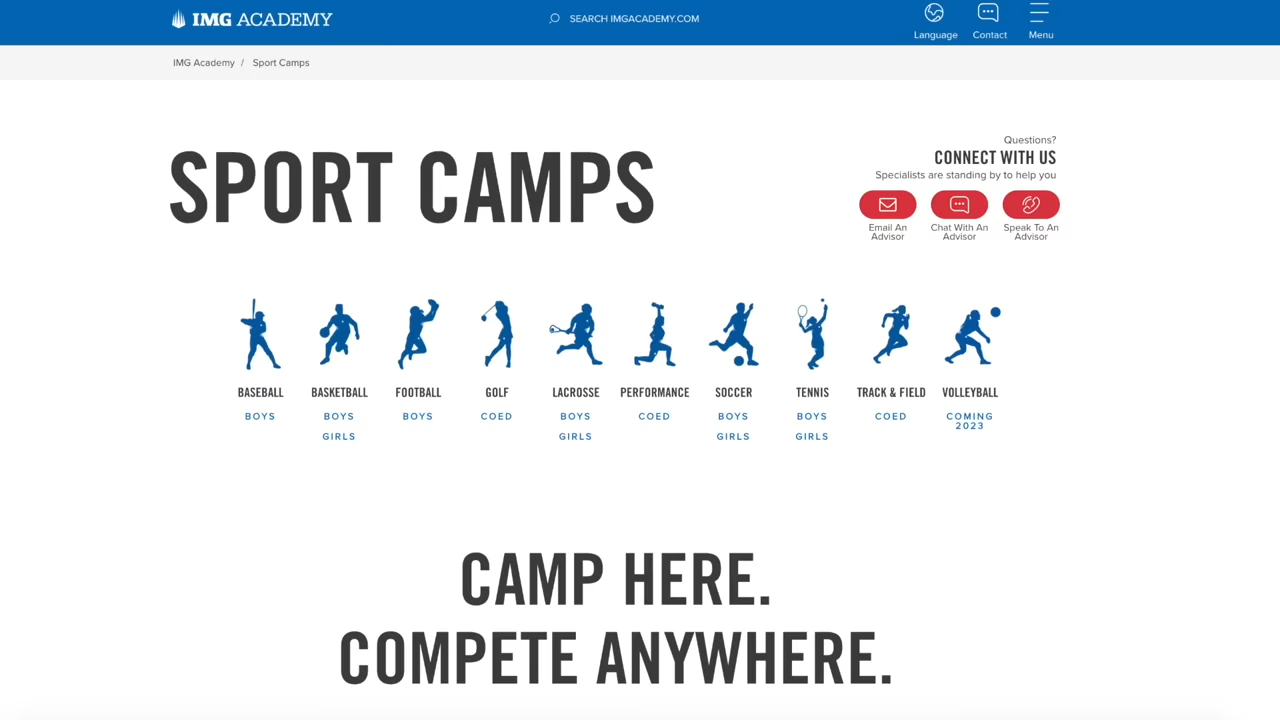 IMG ACADEMY
SEARCH IMGACADEMY.COM
Language
Contact
Menu
IMG Academy / Sport Camps
SPORT CAMPS
Questions?
CONNECT WITH US
Specialists are standing by to help you
Email An
Advisor
Chat With An
Advisor
Speak To An
Advisor
BASEBALL
BOYS
BASKETBALL
BOYS
GIRLS
FOOTBALL
BOYS
GOLF
COED
LACROSSE
BOYS
GIRLS
PERFORMANCE
COED
SOCCER
BOYS
GIRLS
TENNIS
BOYS
GIRLS
TRACK & FIELD
COED
VOLLEYBALL
COMING
2023
CAMP HERE.
COMPETE ANYWHERE.